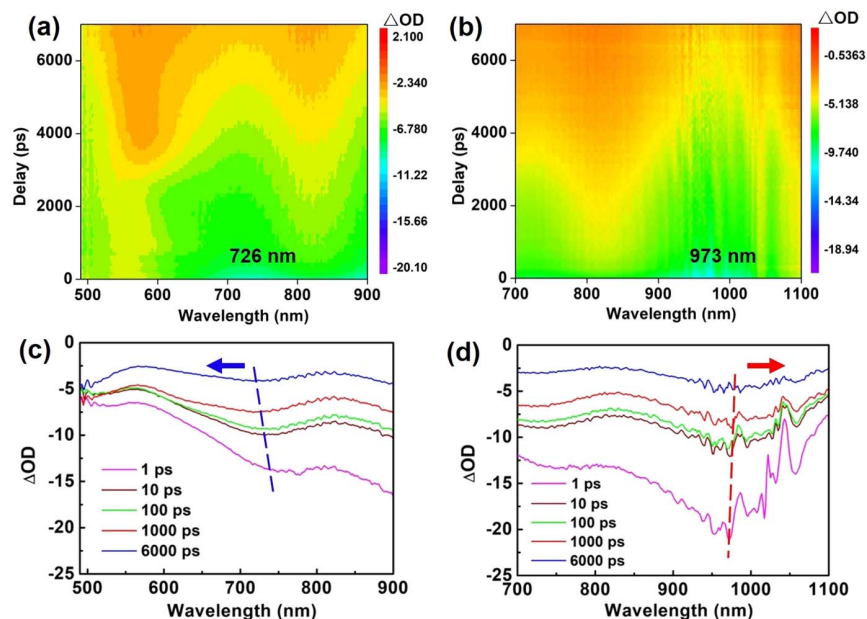 (a)
ΔOD
2.100
-2.340
-6.780
-11.22
-15.66
-20.10
6000
4000
2000
0
Delay (ps)
726 nm
500 600 700 800 900
Wavelength (nm)
(b)
ΔOD
-0.5363
-5.138
-9.740
-14.34
-18.94
6000
4000
2000
0
Delay (ps)
973 nm
700 800 900 1000 1100
Wavelength (nm)
(c)
0
-5
-10
-15
-20
-25
ΔOD
1 ps
10 ps
100 ps
1000 ps
6000 ps
500 600 700 800 900
Wavelength (nm)
(d)
0
-5
-10
-15
-20
-25
ΔOD
1 ps
10 ps
100 ps
1000 ps
6000 ps
700 800 900 1000 1100
Wavelength (nm)